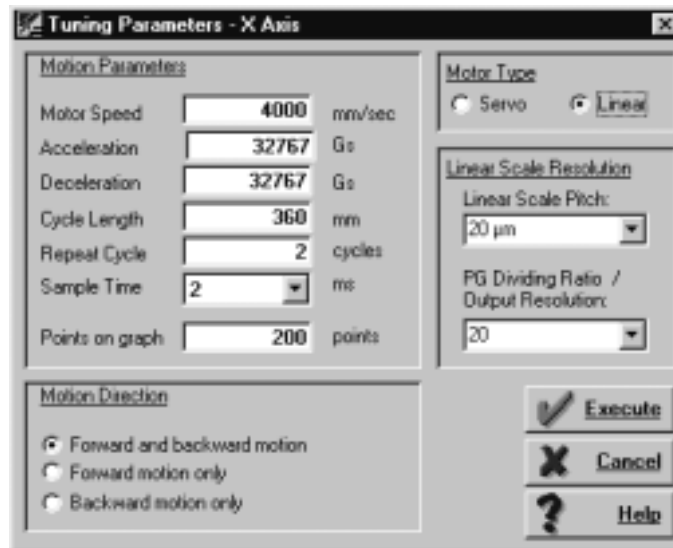 Tuning Parameters - X Axis
Motion Parameters
Motor Speed 4000 mm/sec
Acceleration 32767 Gs
Deceleration 32767 Gs
Cycle Length 360 mm
Repeat Cycle 2 cycles
Sample Time 2 ms
Points on graph 200 points
Motor Type
Servo Linear
Linear Scale Resolution
Linear Scale Pitch:
20 µm
PG Dividing Ratio /
Output Resolution:
20
Motion Direction
Forward and backward motion
Forward motion only
Backward motion only
Execute
Cancel
Help